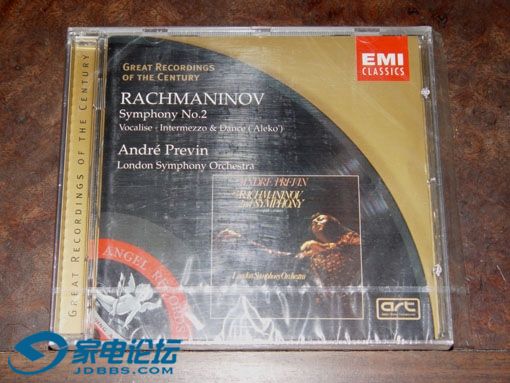 GREAT RECORDINGS
OF THE CENTURY
EMI
CLASSICS
RACHMANINOV
Symphony No.2
Vocalise · Intermezzo & Dance ('Aleko')
André Previn
London Symphony Orchestra
ANDRÉ PREVIN
RACHMANINOV
2nd SYMPHONY
London Symphony Orchestra
ANGEL RECORDS
art
GREAT RECORDINGS OF THE CENTURY
家电论坛
JDBBS.COM